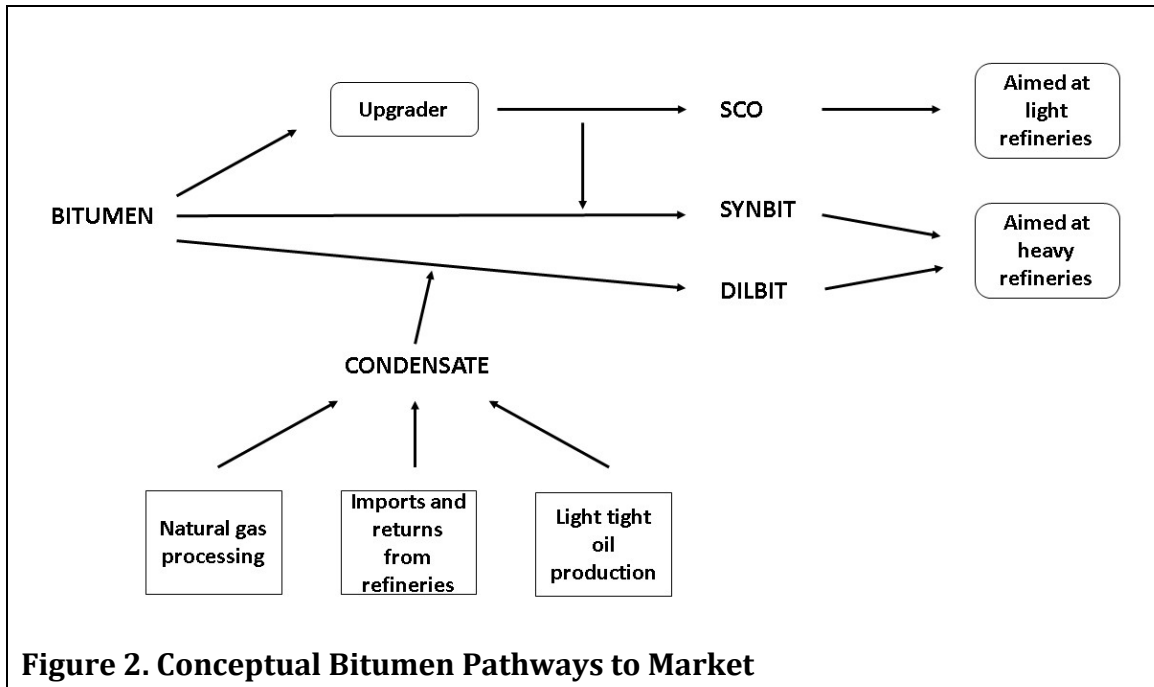 Upgrader
SCO
Aimed at
light
refineries
BITUMEN
SYNBIT
Aimed at
heavy
refineries
DILBIT
CONDENSATE
Natural gas
processing
Imports and
returns
from
refineries
Light tight
oil
production
Figure 2. Conceptual Bitumen Pathways to Market